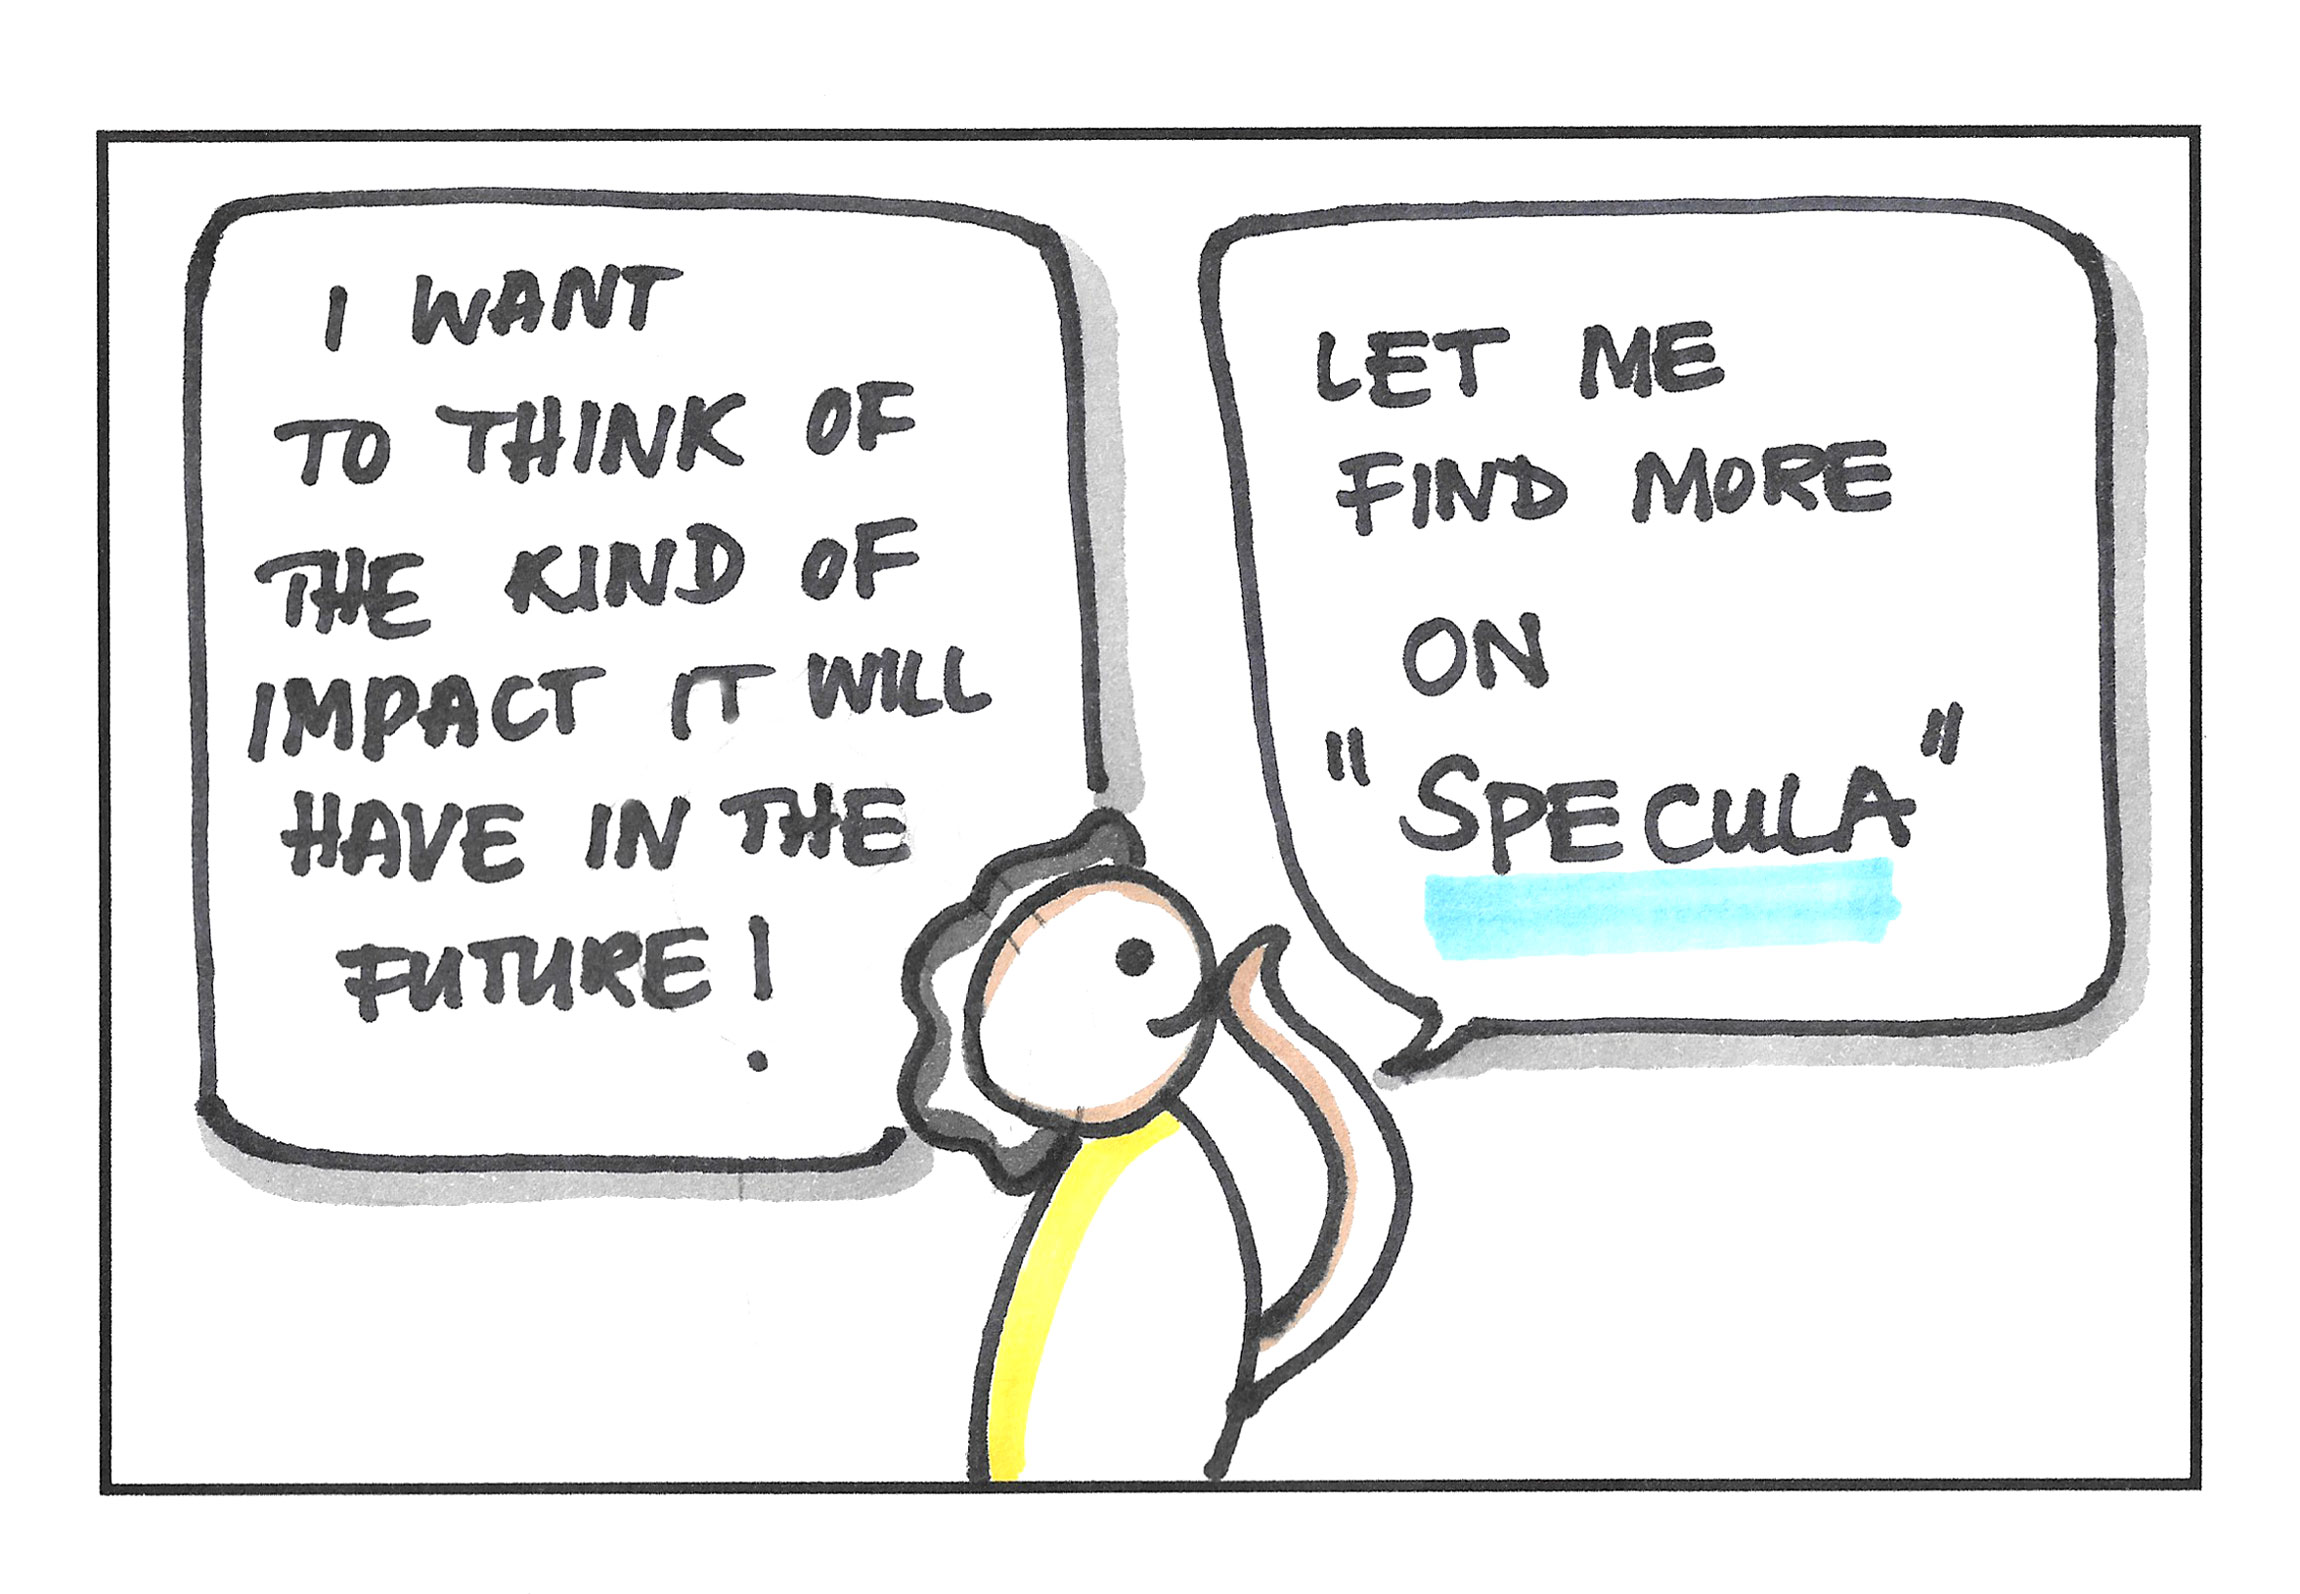 I WANT
TO THINK OF
THE KIND OF
IMPACT IT WILL
HAVE IN THE
FUTURE!
LET ME
FIND MORE
ON
"SPECULA"